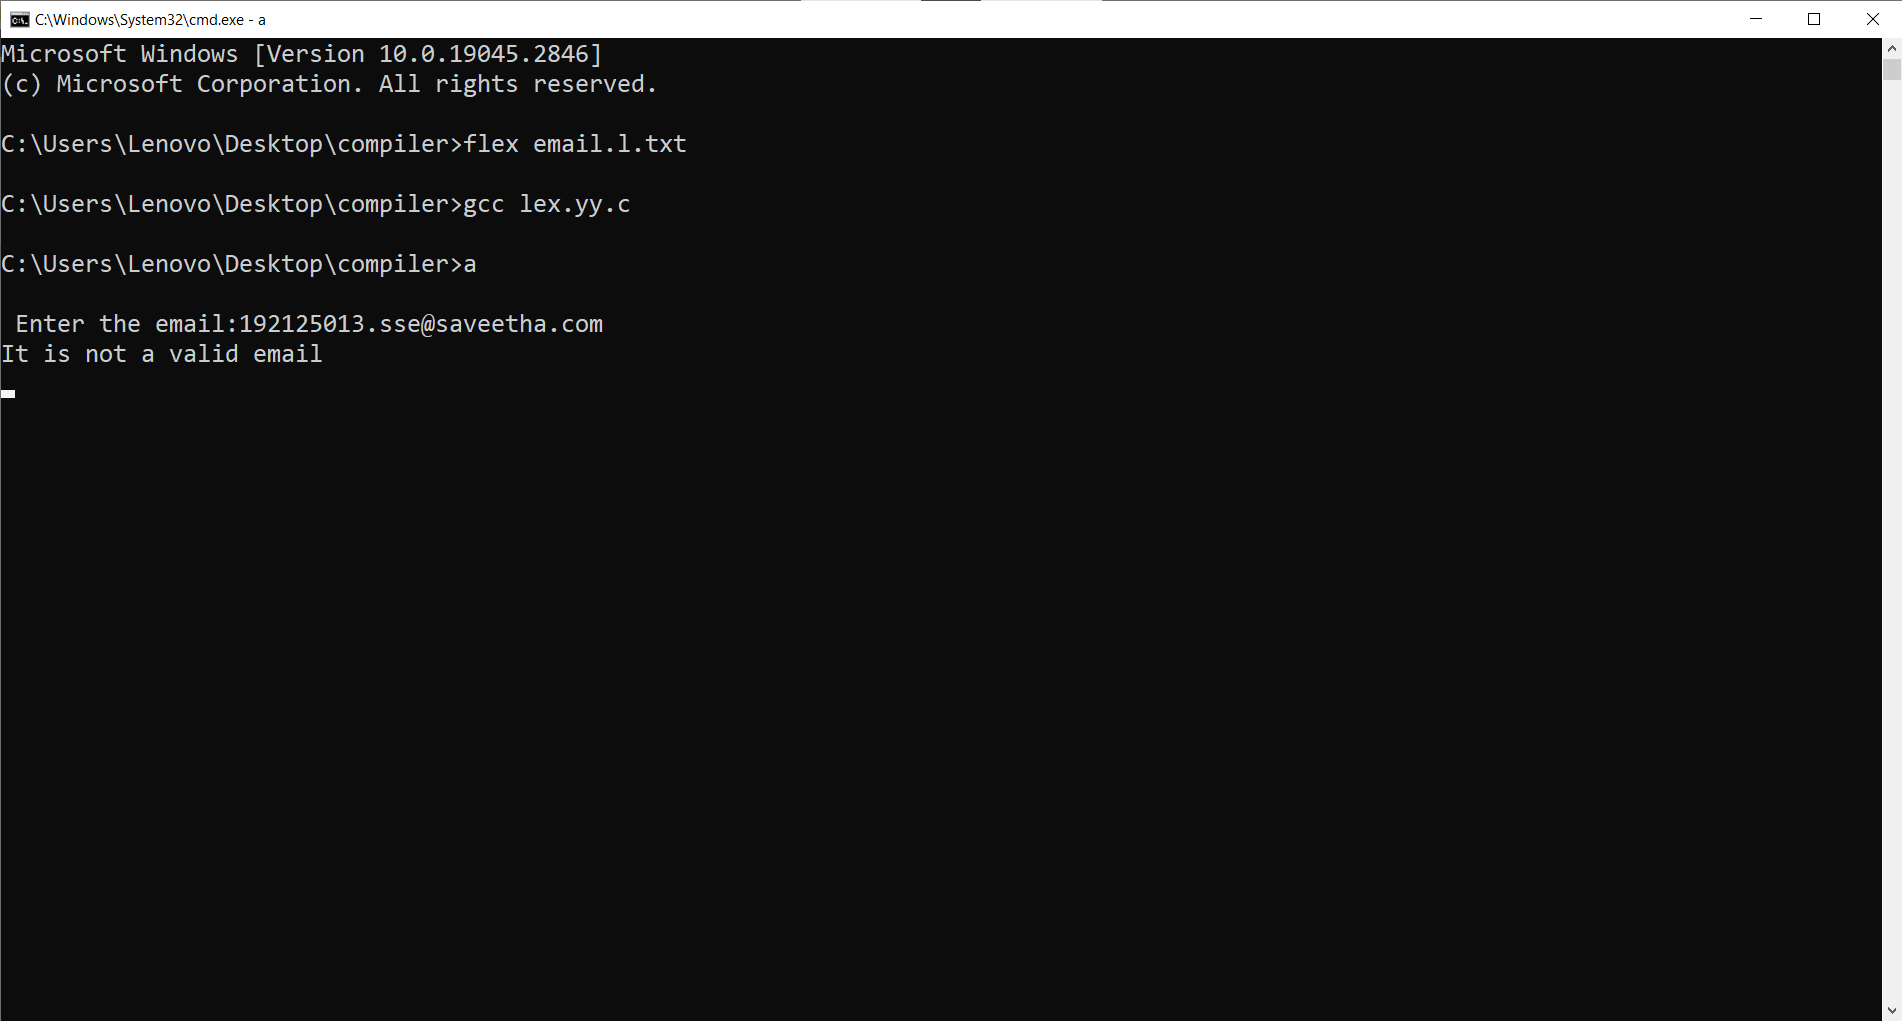 C:\Windows\System32\cmd.exe - a
Microsoft Windows [Version 10.0.19045.2846]
(c) Microsoft Corporation. All rights reserved.
C:\Users\Lenovo\Desktop\compiler>flex email.l.txt
C:\Users\Lenovo\Desktop\compiler>gcc lex.yy.c
C:\Users\Lenovo\Desktop\compiler>a
Enter the email:192125013.sse@saveetha.com
It is not a valid email